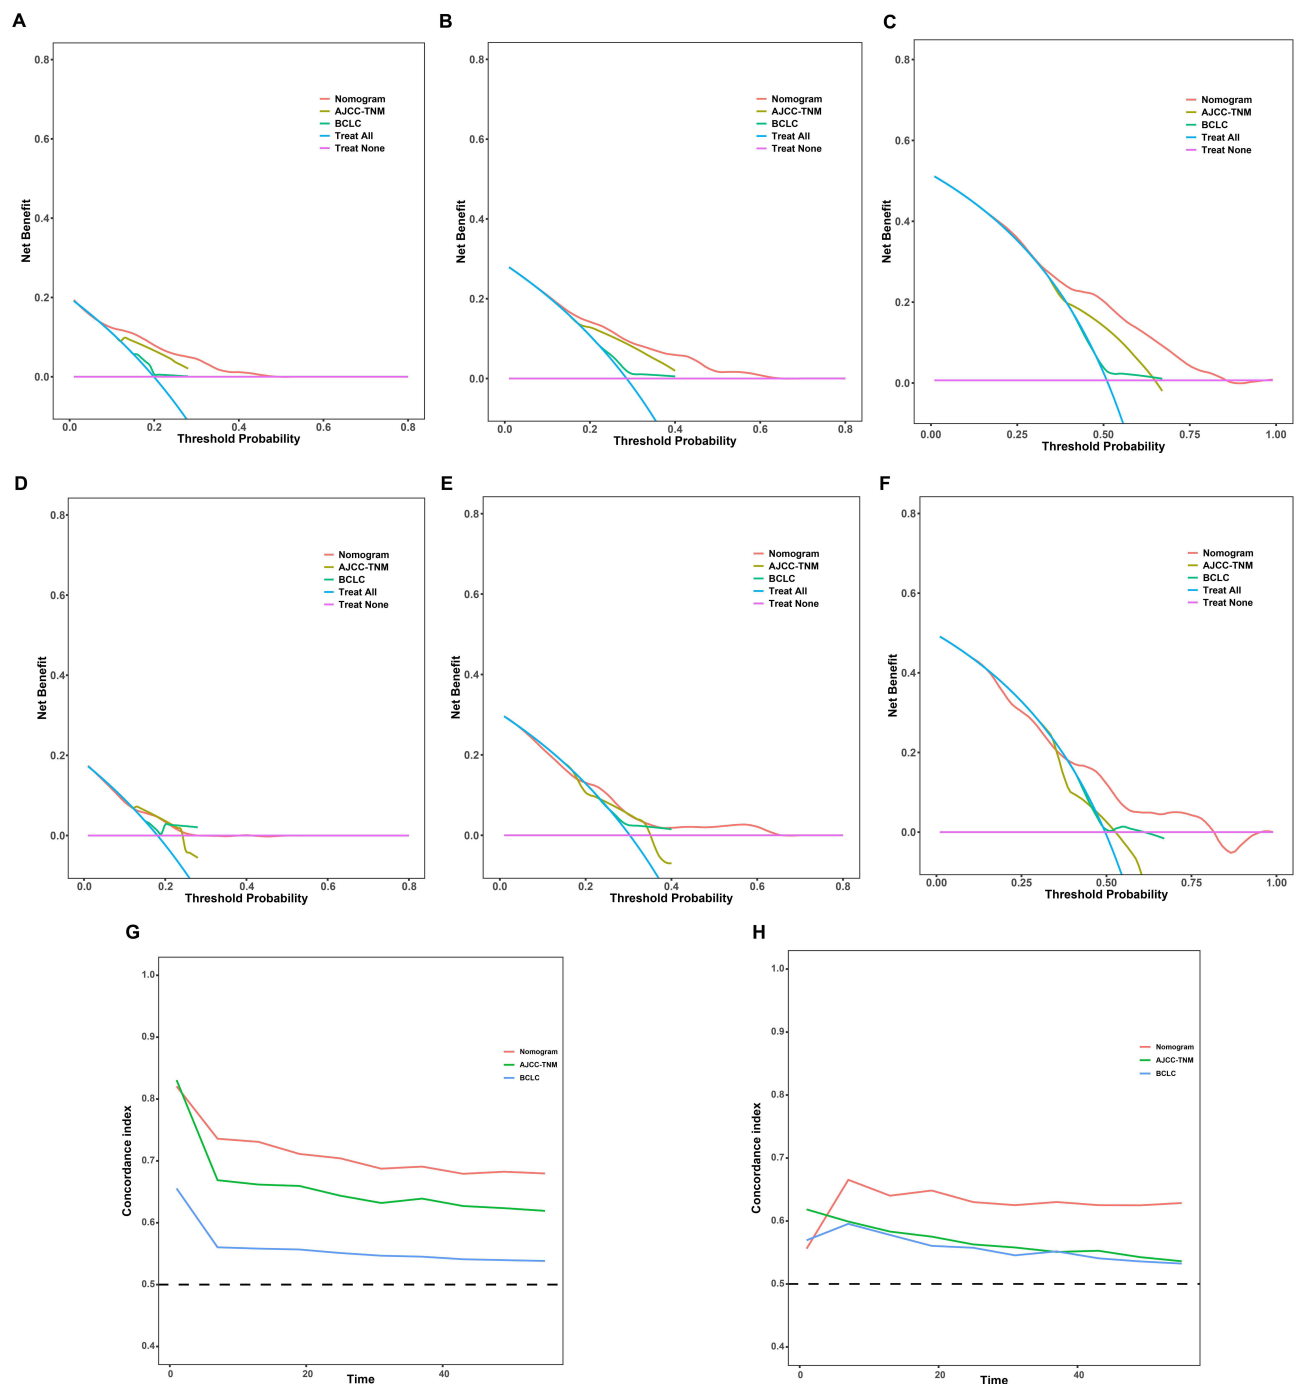 A
0.8
0.6
0.4
0.2
0.0
Net Benefit
Nomogram
AJCC-TNM
BCLC
Treat All
Treat None
0.0 0.2 0.4 0.6 0.8
Threshold Probability
B
0.8
0.6
0.4
0.2
0.0
Net Benefit
Nomogram
AJCC-TNM
BCLC
Treat All
Treat None
0.0 0.2 0.4 0.6 0.8
Threshold Probability
C
0.8
0.6
0.4
0.2
0.0
Net Benefit
Nomogram
AJCC-TNM
BCLC
Treat All
Treat None
0.00 0.25 0.50 0.75 1.00
Threshold Probability
D
0.8
0.6
0.4
0.2
0.0
Net Benefit
Nomogram
AJCC-TNM
BCLC
Treat All
Treat None
0.0 0.2 0.4 0.6 0.8
Threshold Probability
E
0.8
0.6
0.4
0.2
0.0
Net Benefit
Nomogram
AJCC-TNM
BCLC
Treat All
Treat None
0.0 0.2 0.4 0.6 0.8
Threshold Probability
F
0.8
0.6
0.4
0.2
0.0
Net Benefit
Nomogram
AJCC-TNM
BCLC
Treat All
Treat None
0.00 0.25 0.50 0.75 1.00
Threshold Probability
G
1.0
0.9
0.8
0.7
0.6
0.5
0.4
Concordance index
Nomogram
AJCC-TNM
BCLC
0 20 40
Time
H
1.0
0.9
0.8
0.7
0.6
0.5
0.4
Concordance index
Nomogram
AJCC-TNM
BCLC
0 20 40
Time